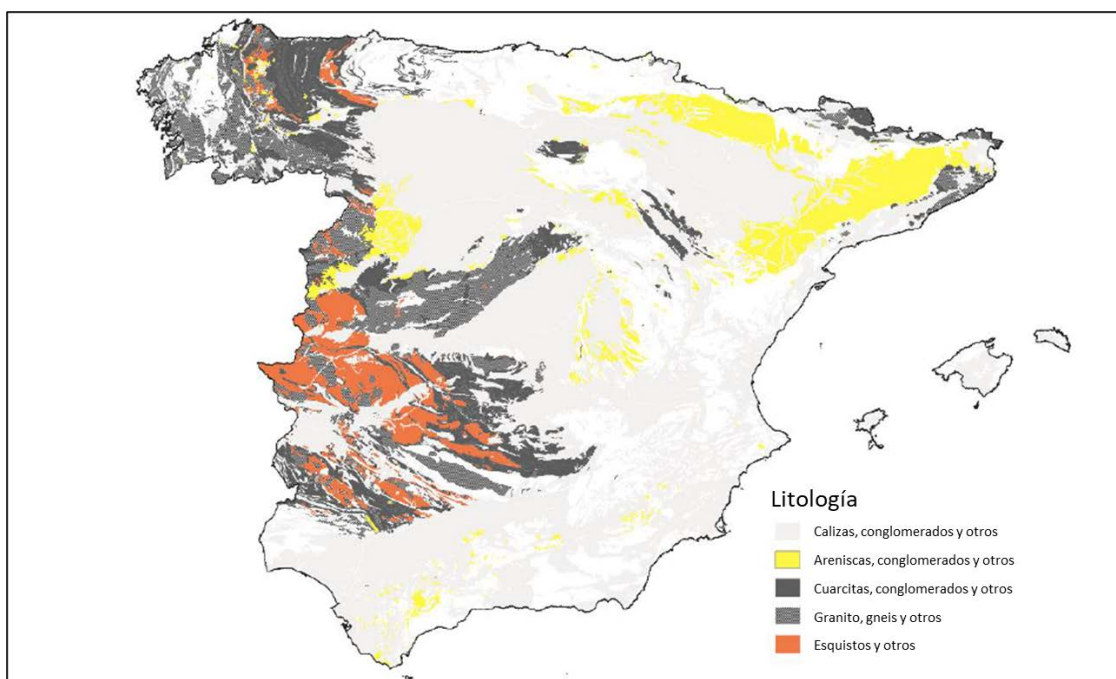 Litología
Calizas, conglomerados y otros
Areniscas, conglomerados y otros
Cuarcitas, conglomerados y otros
Granito, gneis y otros
Esquistos y otros